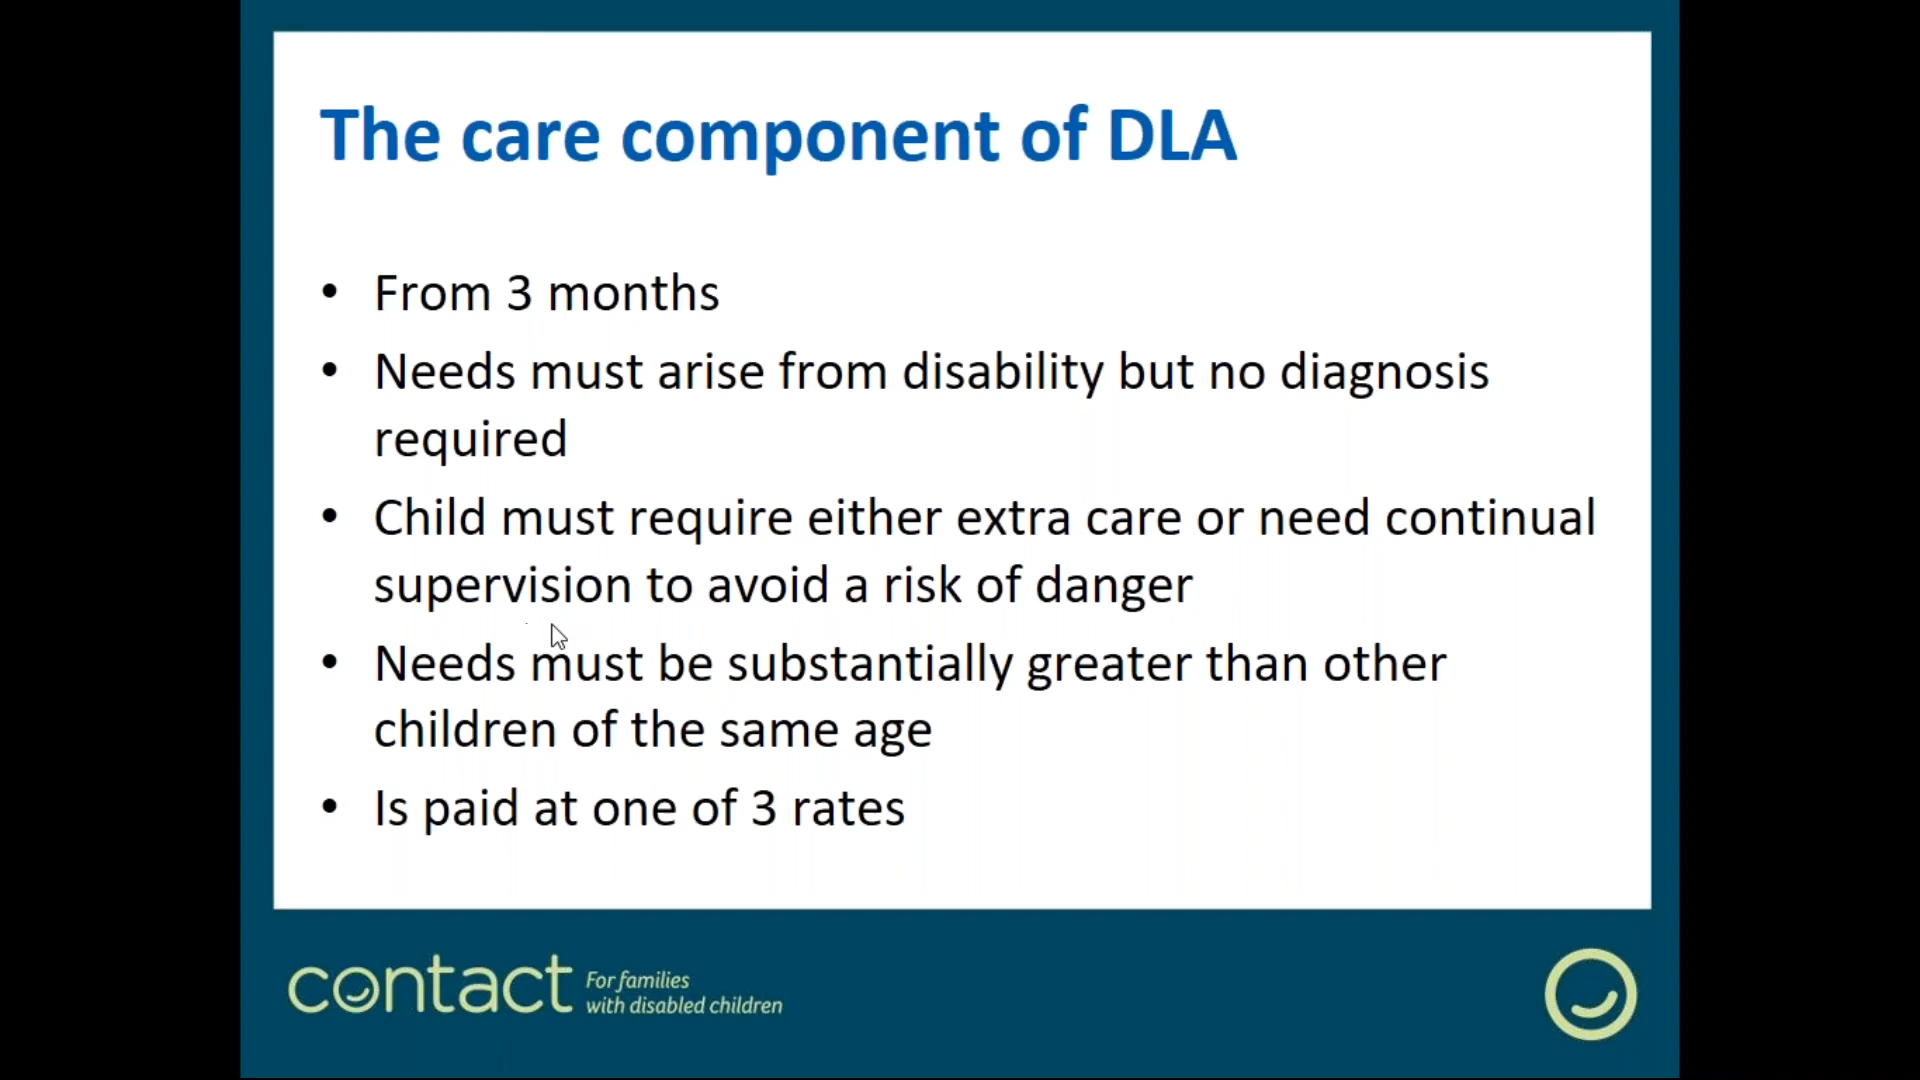 The care component of DLA
• From 3 months
• Needs must arise from disability but no diagnosis
required
• Child must require either extra care or need continual
supervision to avoid a risk of danger
• Needs must be substantially greater than other
children of the same age
• Is paid at one of 3 rates
contact
For families
with disabled children